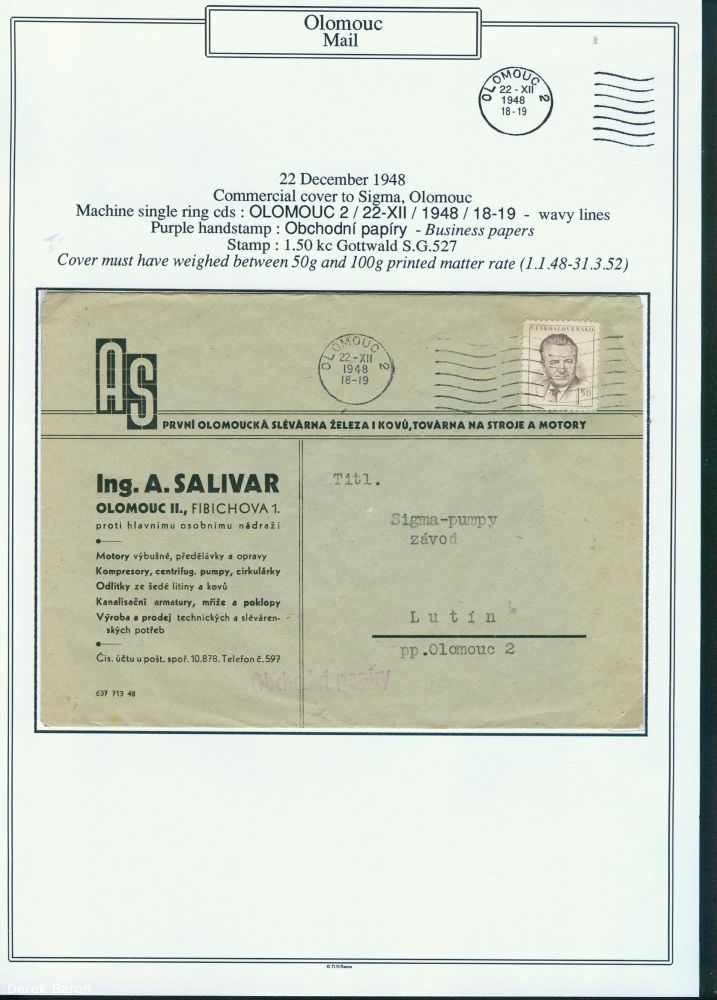 Olomouc
Mail
OLOMOUC 2
22 - XII
1948
18-19
22 December 1948
Commercial cover to Sigma, Olomouc
Machine single ring cds : OLOMOUC 2 / 22-XII / 1948 / 18-19 - wavy lines
Purple handstamp : Obchodní papíry - Business papers
Stamp : 1.50 kc Gottwald S.G.527
Cover must have weighed between 50g and 100g printed matter rate (1.1.48-31.3.52)
OLOMOUC 2
22.-XII
1948
18-19
ČESKOSLOVENSKO
1 50
AS
PRVNÍ OLOMOUCKÁ SLÉVÁRNA ŽELEZA I KOVŮ, TOVÁRNA NA STROJE A MOTORY
Ing. A. SALIVAR
OLOMOUC II., FIBICHOVA 1.
proti hlavnímu osobnímu nádraží
Motory výbušné, předělávky a opravy
Kompresory, centrifug. pumpy, cirkulárky
Odlitky ze šedé litiny a kovů
Kanalisační armatury, mříže a poklopy
Výroba a prodej technických a sléváren-
ských potřeb
Čís. účtu u pošt. spoř. 10.878. Telefon č. 597
637 713 48
Titl.
Sigma-pumpy
závod
Lutín
pp.Olomouc 2
Obchodní papíry
Derek Baron